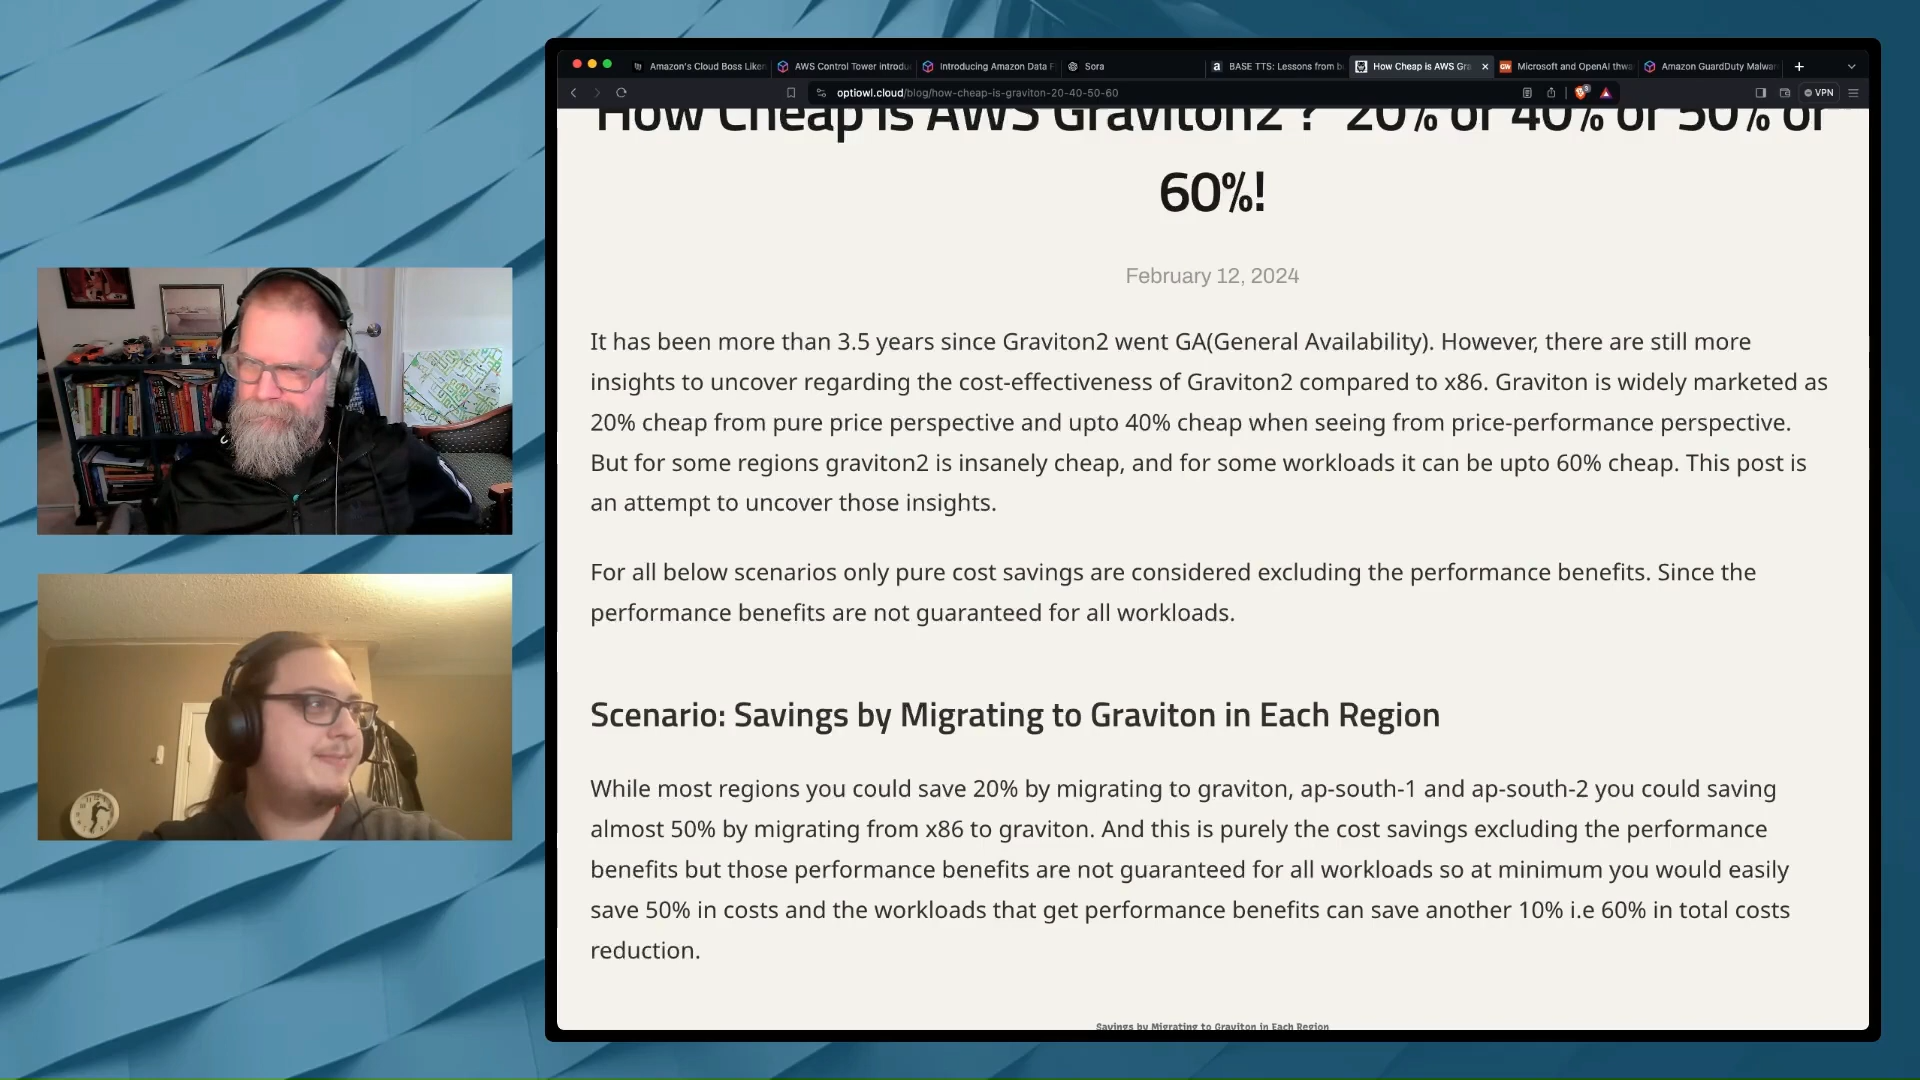 Amazon's Cloud Boss Liken
AWS Control Tower introdu
Introducing Amazon Data F
Sora
BASE TTS: Lessons from b
How Cheap is AWS Gra
Microsoft and OpenAI thwa
Amazon GuardDuty Malwar
optiowl.cloud/blog/how-cheap-is-graviton-20-40-50-60
VPN
How Cheap is AWS Graviton2 ? 20% or 40% or 50% or
60%!
February 12, 2024
It has been more than 3.5 years since Graviton2 went GA(General Availability). However, there are still more
insights to uncover regarding the cost-effectiveness of Graviton2 compared to x86. Graviton is widely marketed as
20% cheap from pure price perspective and upto 40% cheap when seeing from price-performance perspective.
But for some regions graviton2 is insanely cheap, and for some workloads it can be upto 60% cheap. This post is
an attempt to uncover those insights.
For all below scenarios only pure cost savings are considered excluding the performance benefits. Since the
performance benefits are not guaranteed for all workloads.
Scenario: Savings by Migrating to Graviton in Each Region
While most regions you could save 20% by migrating to graviton, ap-south-1 and ap-south-2 you could saving
almost 50% by migrating from x86 to graviton. And this is purely the cost savings excluding the performance
benefits but those performance benefits are not guaranteed for all workloads so at minimum you would easily
save 50% in costs and the workloads that get performance benefits can save another 10% i.e 60% in total costs
reduction.
Savings by Migrating to Graviton in Each Region